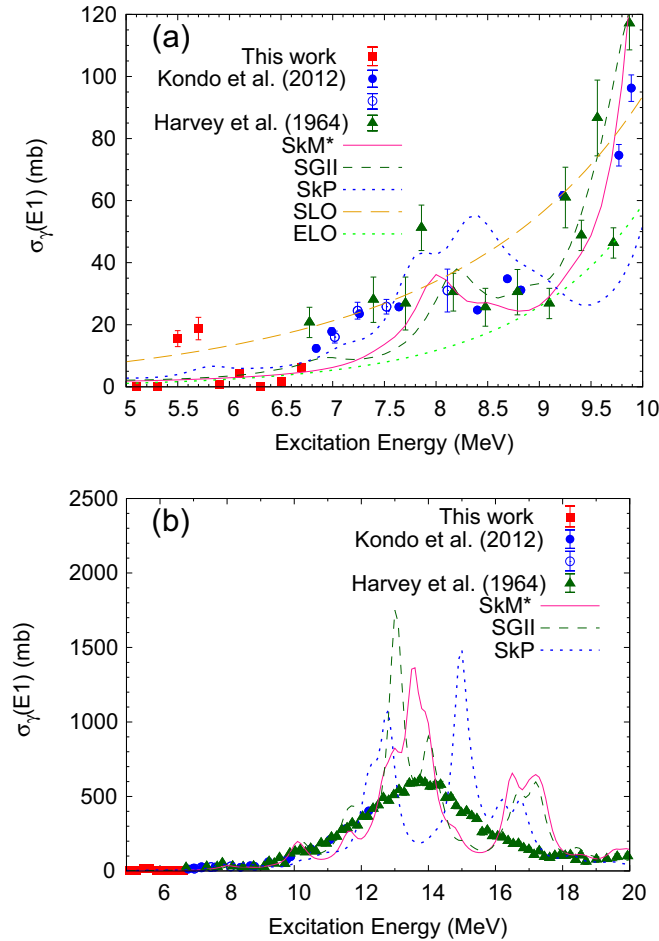 (a)
This work
Kondo et al. (2012)
Harvey et al. (1964)
SkM*
SGII
SkP
SLO
ELO
120
100
80
60
40
20
0
σγ(E1) (mb)
5 5.5 6 6.5 7 7.5 8 8.5 9 9.5 10
Excitation Energy (MeV)
(b)
This work
Kondo et al. (2012)
Harvey et al. (1964)
SkM*
SGII
SkP
2500
2000
1500
1000
500
0
σγ(E1) (mb)
6 8 10 12 14 16 18 20
Excitation Energy (MeV)